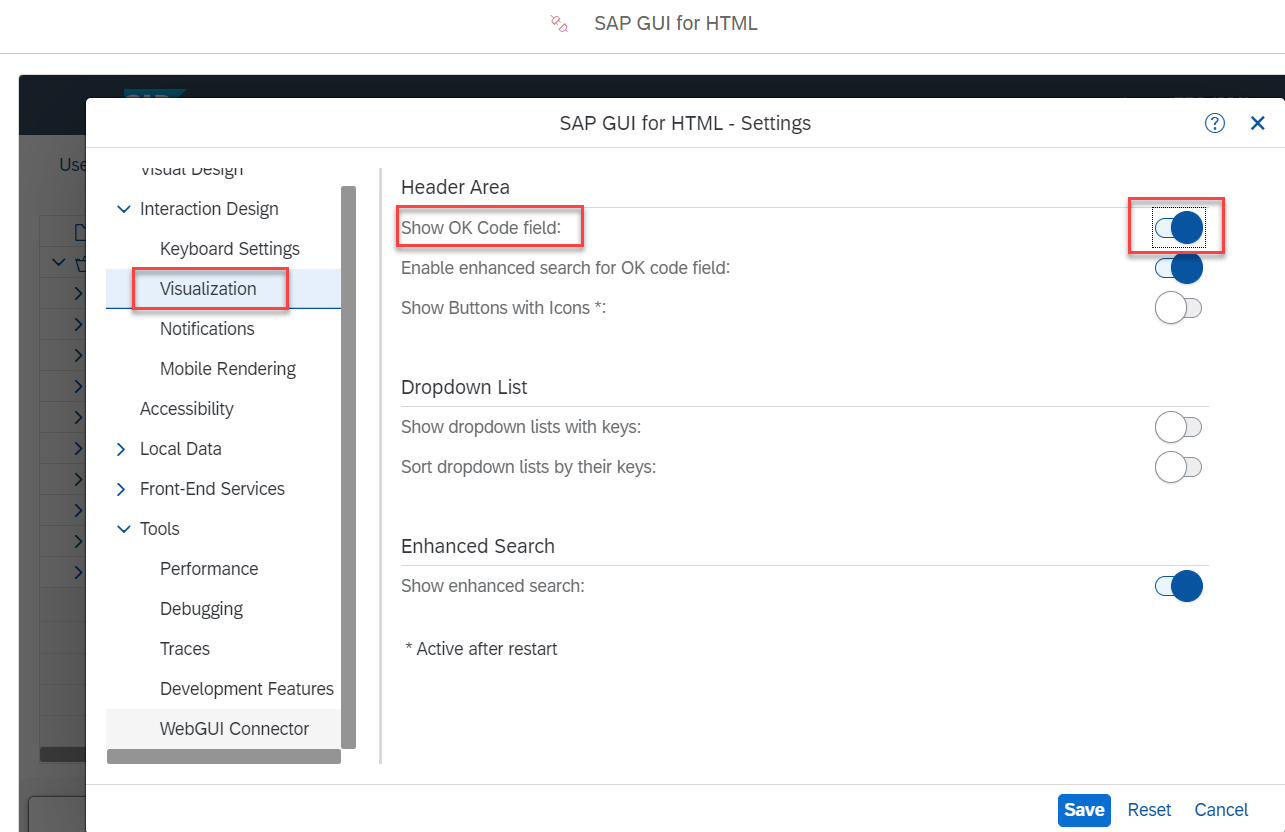 SAP GUI for HTML
SAP GUI for HTML - Settings
Use
Visual Design
Interaction Design
Keyboard Settings
Visualization
Notifications
Mobile Rendering
Accessibility
Local Data
Front-End Services
Tools
Performance
Debugging
Traces
Development Features
WebGUI Connector
Header Area
Show OK Code field:
Enable enhanced search for OK code field:
Show Buttons with Icons *:
Dropdown List
Show dropdown lists with keys:
Sort dropdown lists by their keys:
Enhanced Search
Show enhanced search:
* Active after restart
Save Reset Cancel